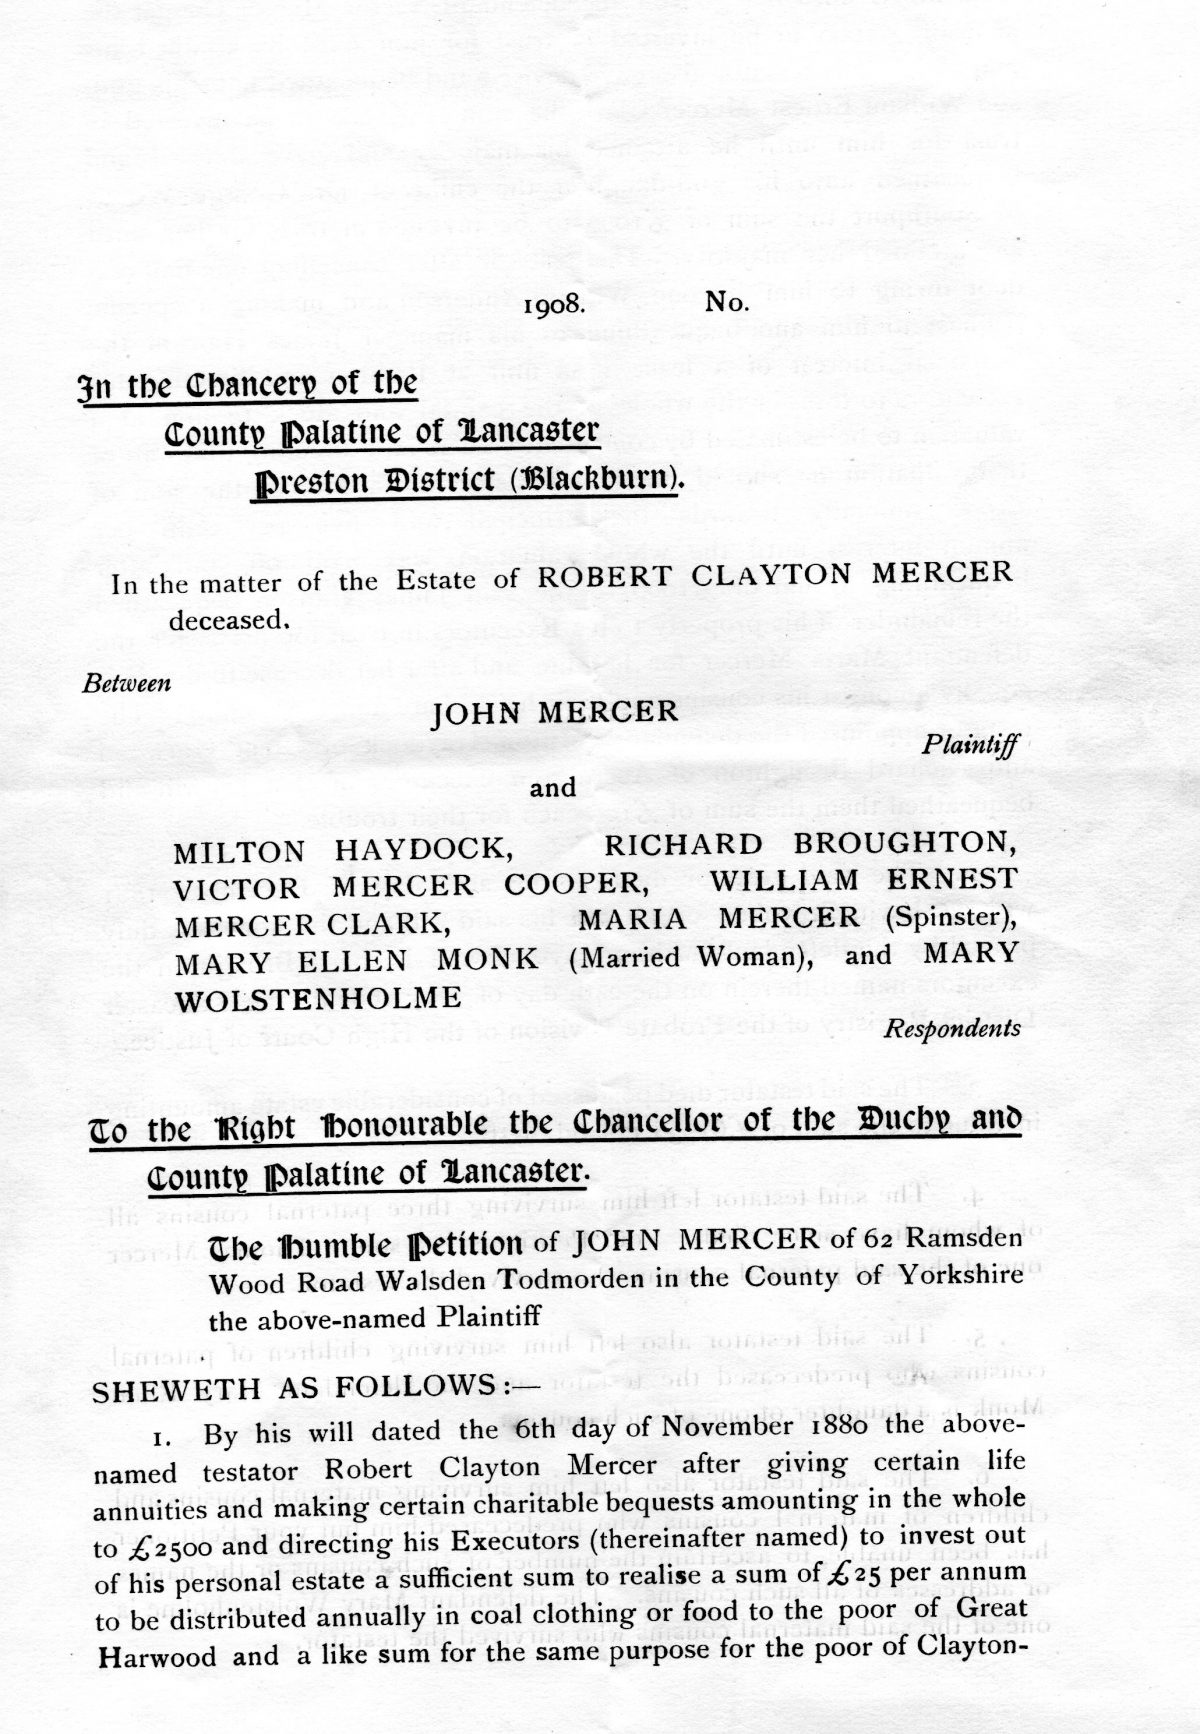 1908. No.
In the Chancery of the
County Palatine of Lancaster
Preston District (Blackburn).
In the matter of the Estate of ROBERT CLAYTON MERCER
deceased.
Between
JOHN MERCER
Plaintiff
and
MILTON HAYDOCK, RICHARD BROUGHTON,
VICTOR MERCER COOPER, WILLIAM ERNEST
MERCER CLARK, MARIA MERCER (Spinster),
MARY ELLEN MONK (Married Woman), and MARY
WOLSTENHOLME
Respondents
To the Right Honourable the Chancellor of the Duchy and
County Palatine of Lancaster.
The Humble Petition of JOHN MERCER of 62 Ramsden
Wood Road Walsden Todmorden in the County of Yorkshire
the above-named Plaintiff
SHEWETH AS FOLLOWS:—
1. By his will dated the 6th day of November 1880 the above-
named testator Robert Clayton Mercer after giving certain life
annuities and making certain charitable bequests amounting in the whole
to £2500 and directing his Executors (thereinafter named) to invest out
of his personal estate a sufficient sum to realise a sum of £25 per annum
to be distributed annually in coal clothing or food to the poor of Great
Harwood and a like sum for the same purpose for the poor of Clayton-